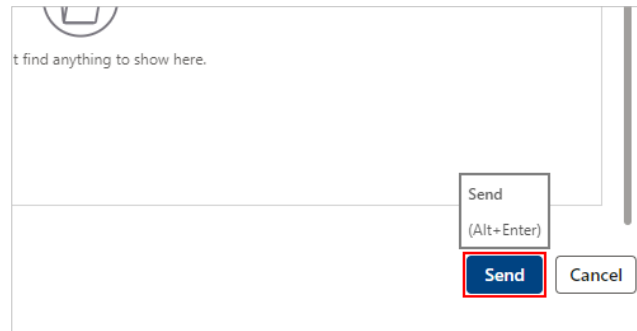 t find anything to show here.
Send
(Alt+Enter)
Send
Cancel